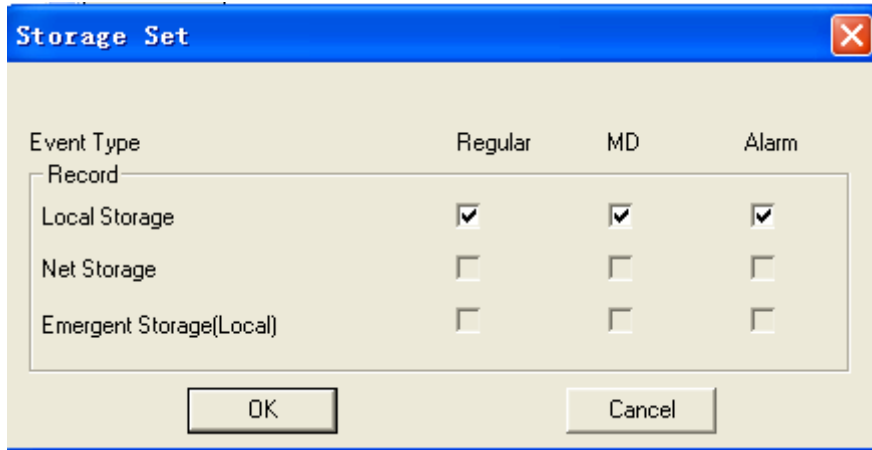 Storage Set
Event Type Regular MD Alarm
Record
Local Storage
Net Storage
Emergent Storage(Local)
OK Cancel